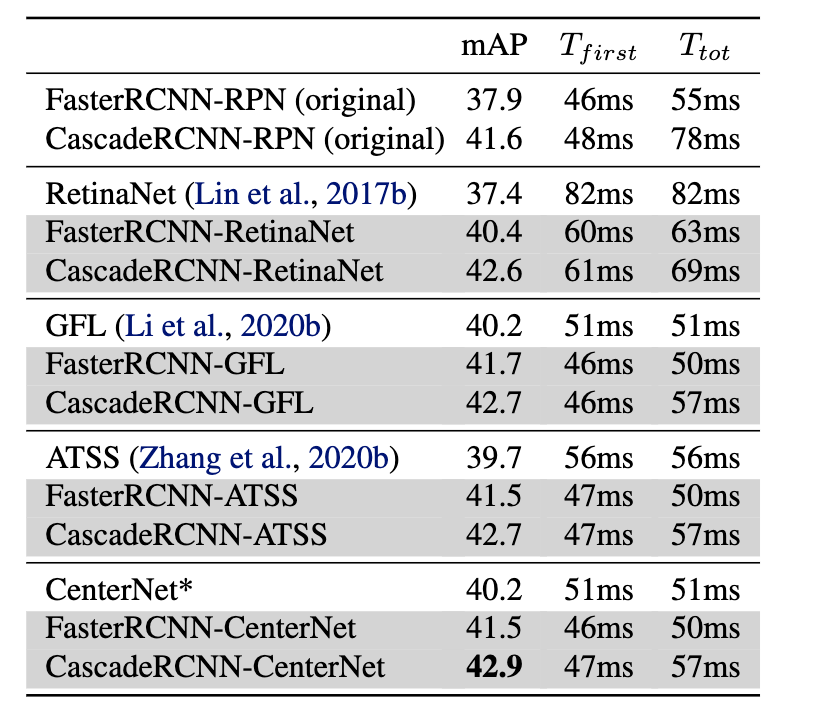 mAP T_first T_tot
FasterRCNN-RPN (original) 37.9 46ms 55ms
CascadeRCNN-RPN (original) 41.6 48ms 78ms
RetinaNet (Lin et al., 2017b) 37.4 82ms 82ms
FasterRCNN-RetinaNet 40.4 60ms 63ms
CascadeRCNN-RetinaNet 42.6 61ms 69ms
GFL (Li et al., 2020b) 40.2 51ms 51ms
FasterRCNN-GFL 41.7 46ms 50ms
CascadeRCNN-GFL 42.7 46ms 57ms
ATSS (Zhang et al., 2020b) 39.7 56ms 56ms
FasterRCNN-ATSS 41.5 47ms 50ms
CascadeRCNN-ATSS 42.7 47ms 57ms
CenterNet* 40.2 51ms 51ms
FasterRCNN-CenterNet 41.5 46ms 50ms
CascadeRCNN-CenterNet 42.9 47ms 57ms